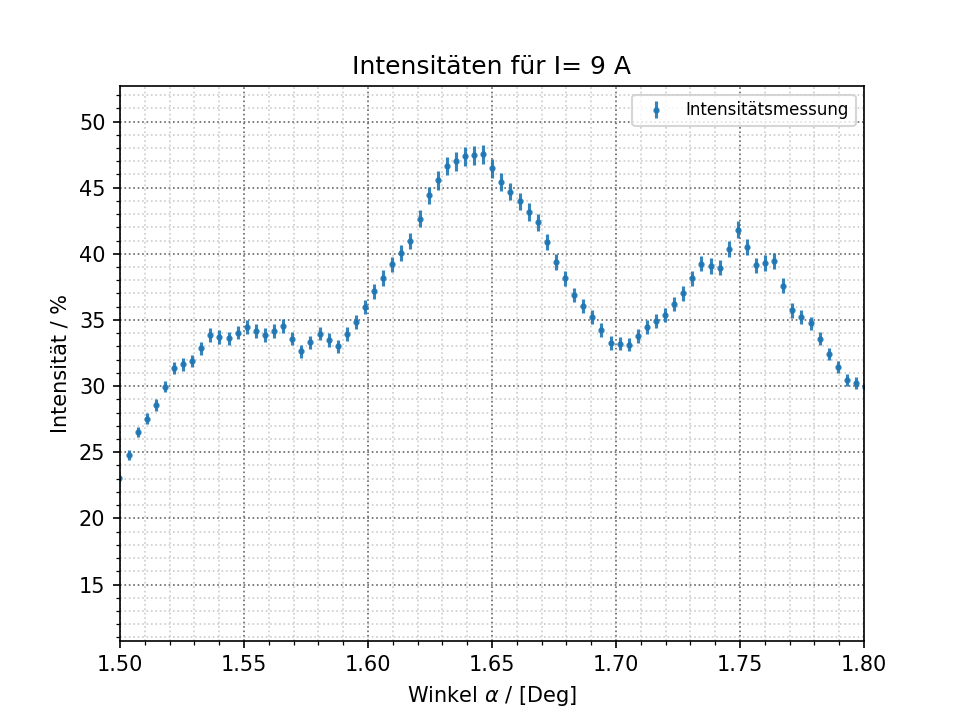 Intensitäten für I= 9 A
Intensitätsmessung
50
45
40
35
30
25
20
15
Intensität / %
1.50 1.55 1.60 1.65 1.70 1.75 1.80
Winkel α / [Deg]